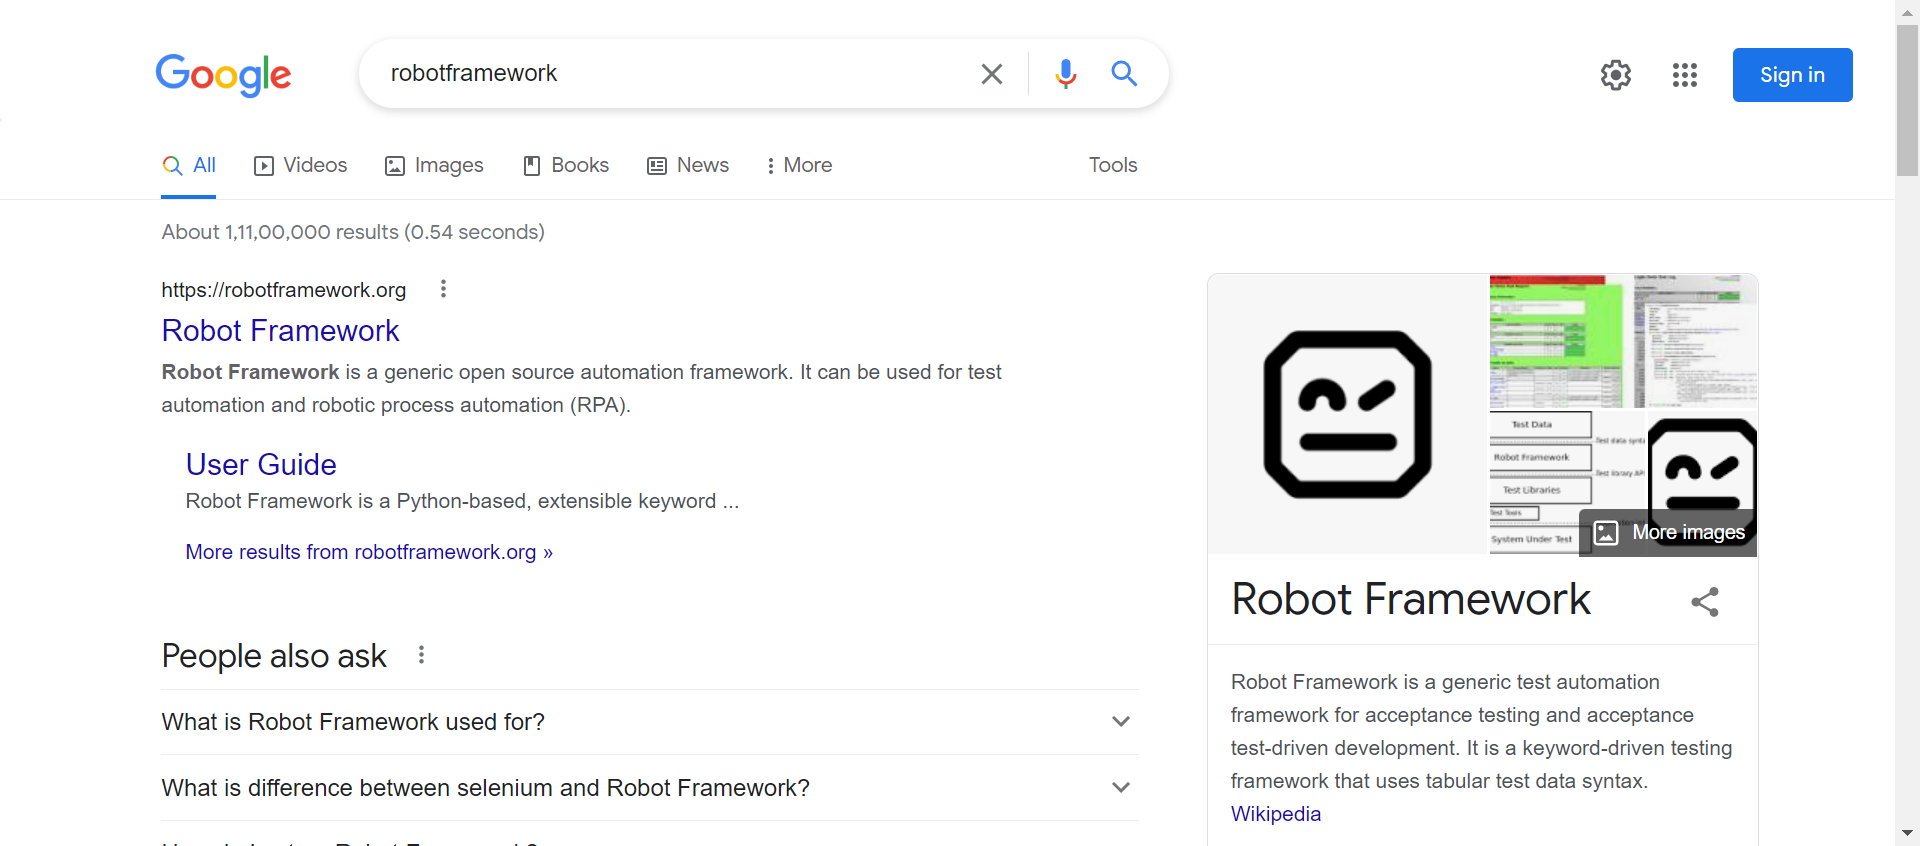 Google
robotframework
Sign in
All
Videos
Images
Books
News
More
Tools
About 1,11,00,000 results (0.54 seconds)
https://robotframework.org
Robot Framework
Robot Framework is a generic open source automation framework. It can be used for test
automation and robotic process automation (RPA).
User Guide
Robot Framework is a Python-based, extensible keyword ...
More results from robotframework.org »
People also ask
What is Robot Framework used for?
What is difference between selenium and Robot Framework?
Test Data
Test data synta
Robot Framework
Test library API
Test Libraries
Test Tools
System Under Test
More images
Robot Framework
Robot Framework is a generic test automation
framework for acceptance testing and acceptance
test-driven development. It is a keyword-driven testing
framework that uses tabular test data syntax.
Wikipedia